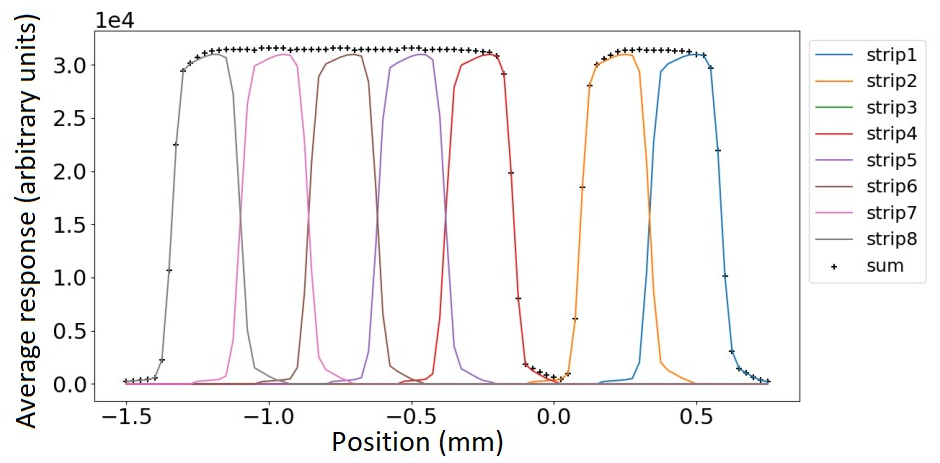 1e4
Average response (arbitrary units)
3.0
2.5
2.0
1.5
1.0
0.5
0.0
−1.5 −1.0 −0.5 0.0 0.5
Position (mm)
strip1
strip2
strip3
strip4
strip5
strip6
strip7
strip8
sum